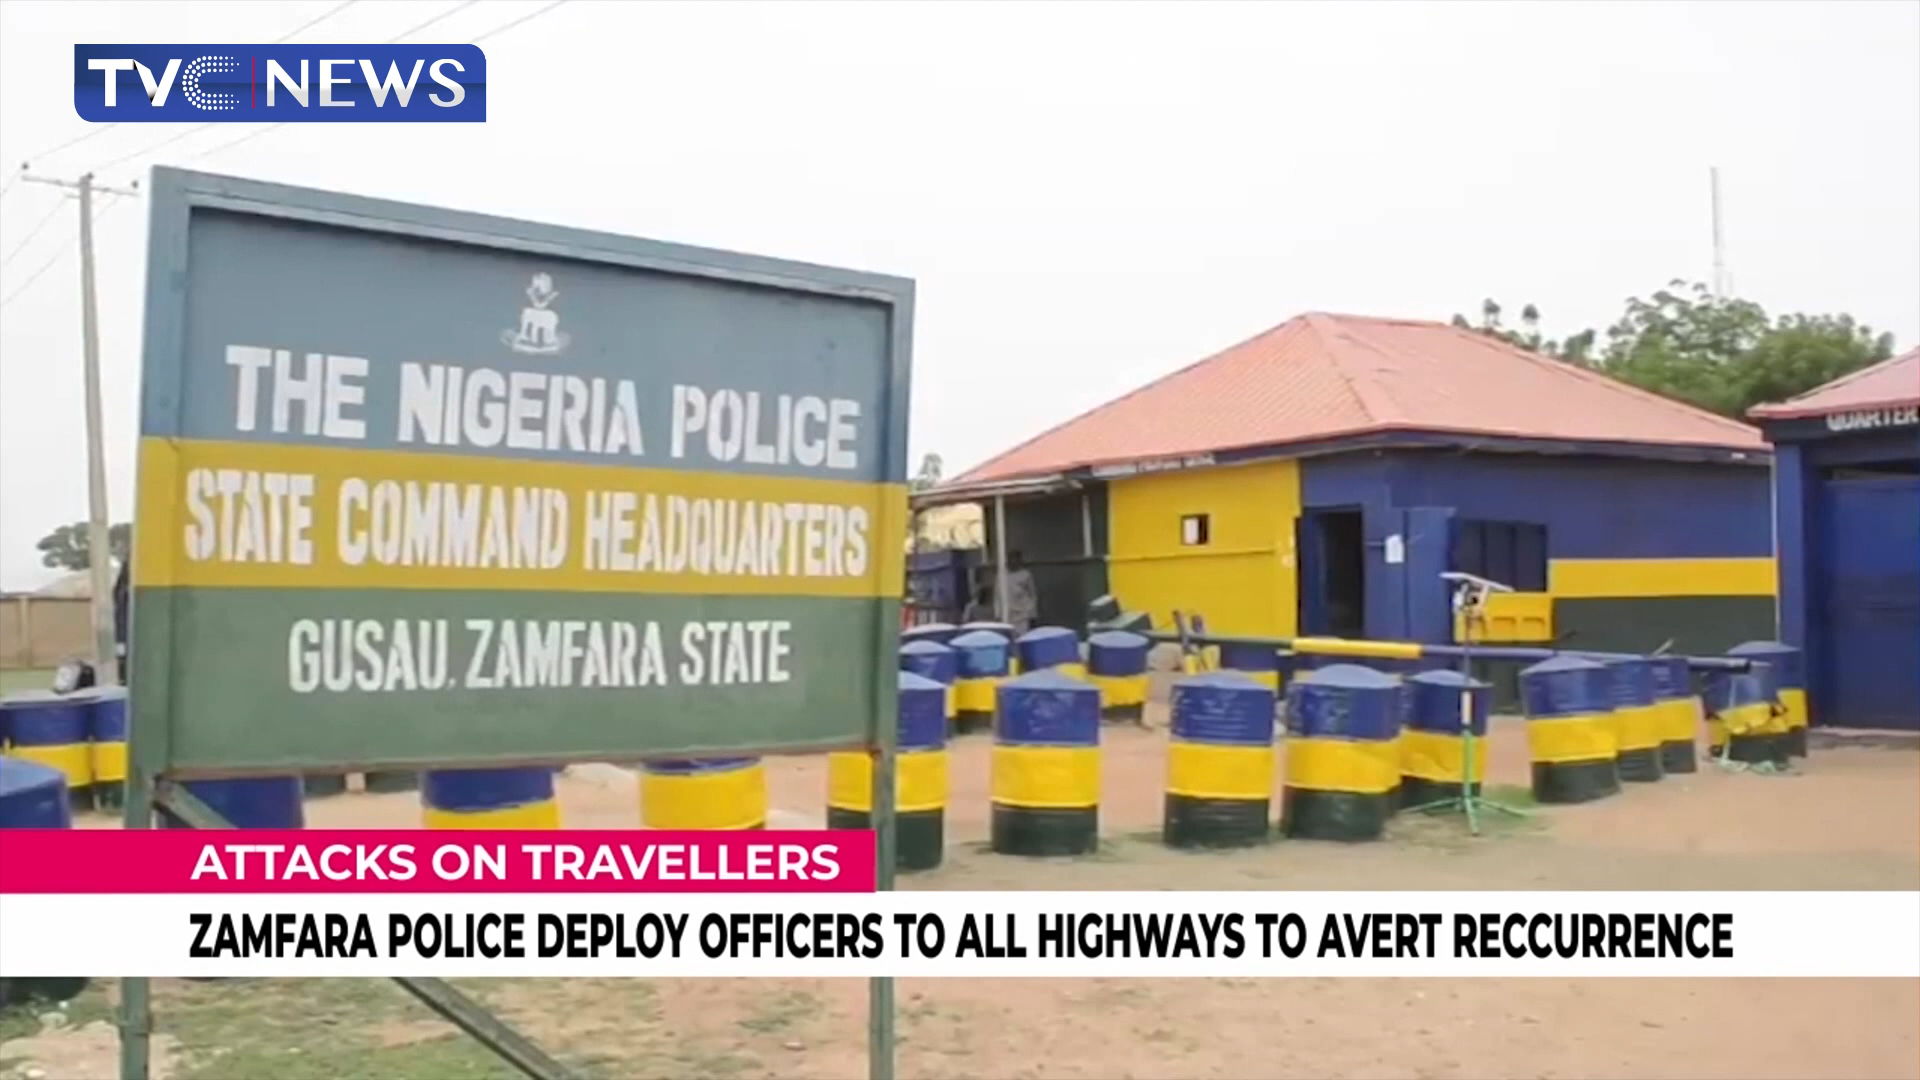 TVC NEWS
THE NIGERIA POLICE
STATE COMMAND HEADQUARTERS
GUSAU, ZAMFARA STATE
QUARTER
ATTACKS ON TRAVELLERS
ZAMFARA POLICE DEPLOY OFFICERS TO ALL HIGHWAYS TO AVERT RECCURRENCE